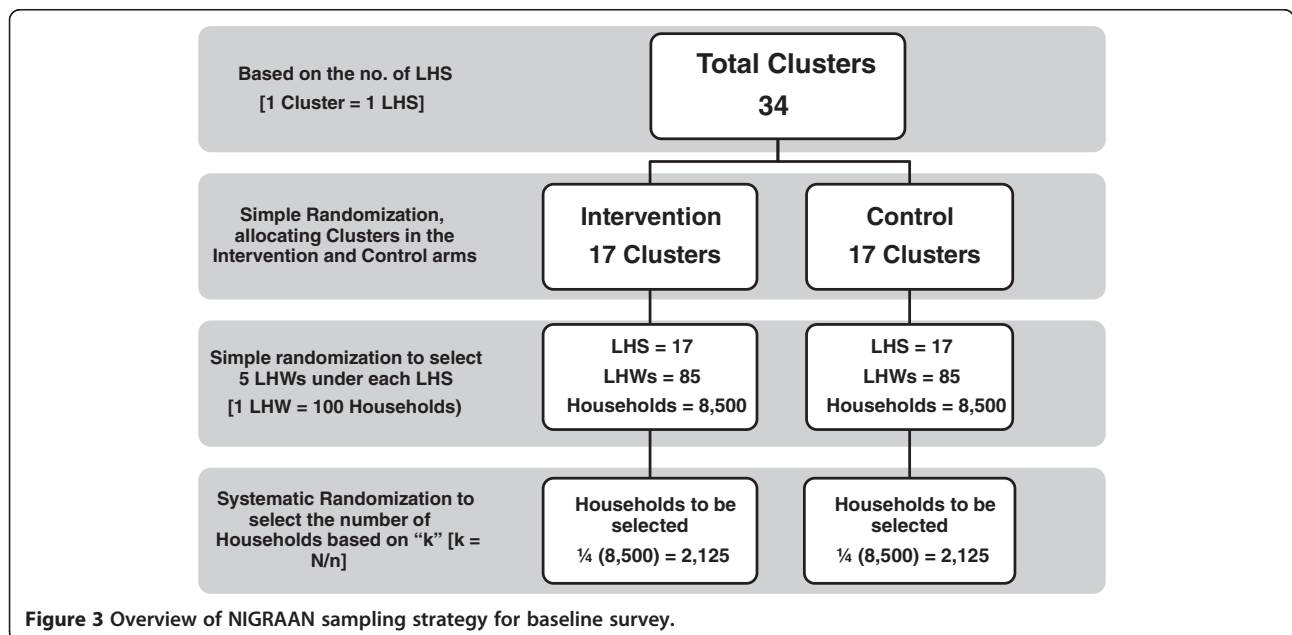 Based on the no. of LHS
[1 Cluster = 1 LHS]
Total Clusters
34
Simple Randomization,
allocating Clusters in the
Intervention and Control arms
Intervention
17 Clusters
Control
17 Clusters
Simple randomization to select
5 LHWs under each LHS
[1 LHW = 100 Households)
LHS = 17
LHWs = 85
Households = 8,500
LHS = 17
LHWs = 85
Households = 8,500
Systematic Randomization to
select the number of
Households based on “k” [k =
N/n]
Households to be
selected
¼ (8,500) = 2,125
Households to be
selected
¼ (8,500) = 2,125
Figure 3 Overview of NIGRAAN sampling strategy for baseline survey.